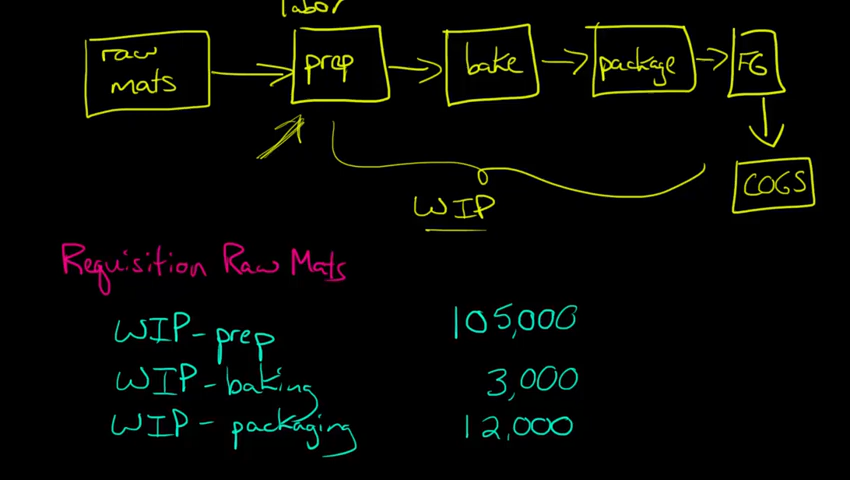 labor
raw mats
prep
bake
package
FG
COGS
WIP
Requisition Raw Mats
WIP-prep 105,000
WIP-baking 3,000
WIP-packaging 12,000